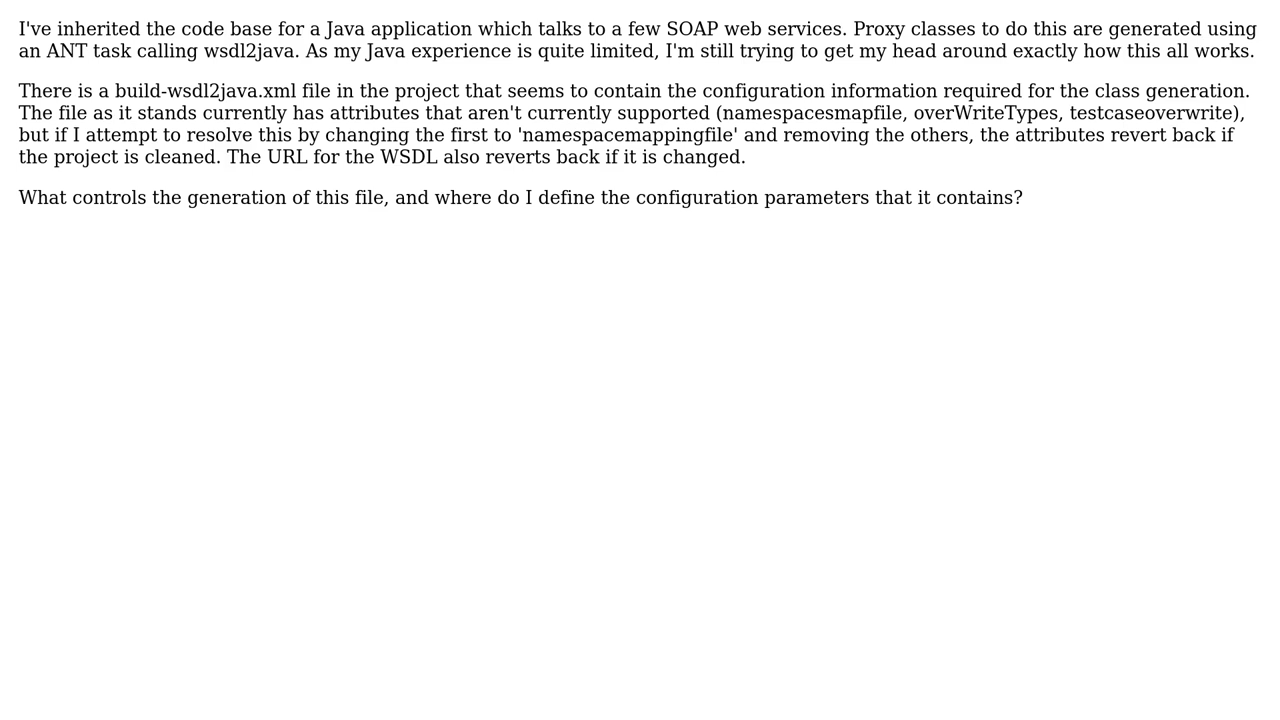 I've inherited the code base for a Java application which talks to a few SOAP web services. Proxy classes to do this are generated using
an ANT task calling wsdl2java. As my Java experience is quite limited, I'm still trying to get my head around exactly how this all works.
There is a build-wsdl2java.xml file in the project that seems to contain the configuration information required for the class generation.
The file as it stands currently has attributes that aren't currently supported (namespacesmapfile, overWriteTypes, testcaseoverwrite),
but if I attempt to resolve this by changing the first to 'namespacemappingfile' and removing the others, the attributes revert back if
the project is cleaned. The URL for the WSDL also reverts back if it is changed.
What controls the generation of this file, and where do I define the configuration parameters that it contains?